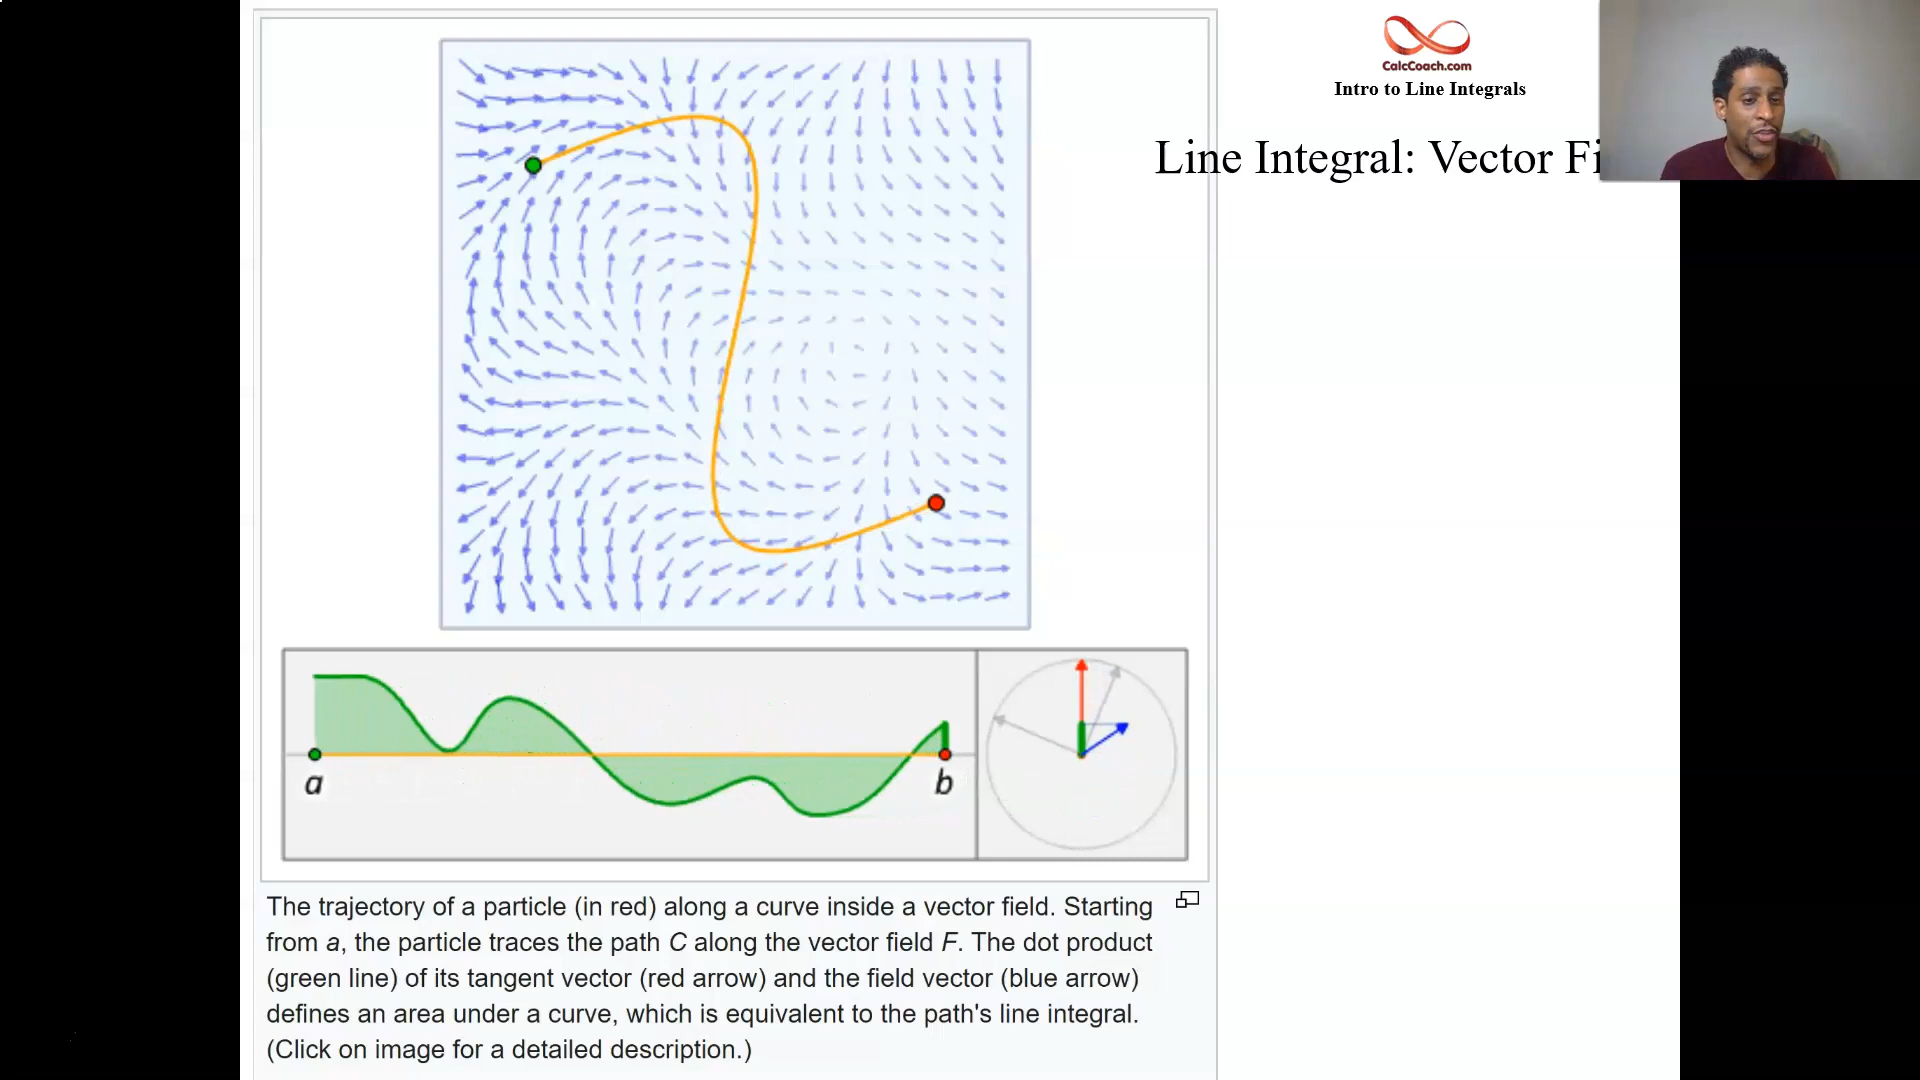 CalcCoach.com
Intro to Line Integrals
Line Integral: Vector Fi
a
b
The trajectory of a particle (in red) along a curve inside a vector field. Starting
from a, the particle traces the path C along the vector field F. The dot product
(green line) of its tangent vector (red arrow) and the field vector (blue arrow)
defines an area under a curve, which is equivalent to the path's line integral.
(Click on image for a detailed description.)